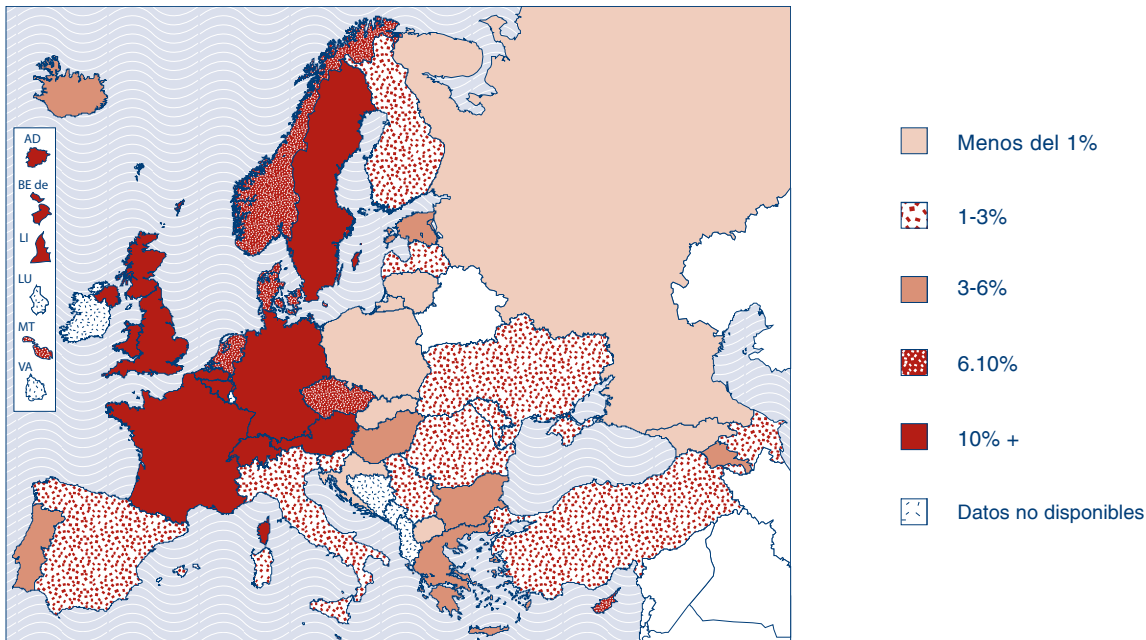 AD
BE de
LI
LU
MT
VA
Menos del 1%
1-3%
3-6%
6.10%
10% +
Datos no disponibles